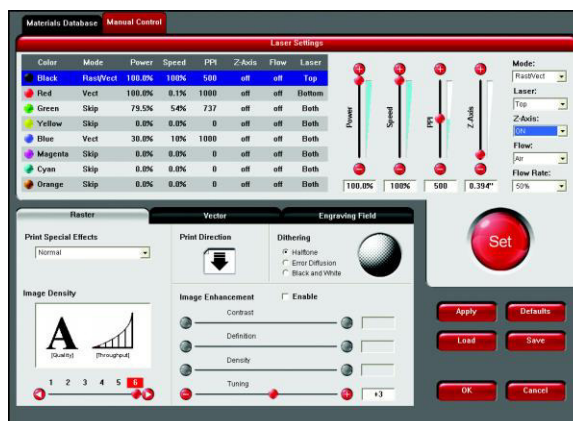 Materials Database Manual Control
Laser Settings
Color Mode Power Speed PPI Z-Axis Flow Laser
Black Rast/Vect 100.0% 100% 500 off off Top
Red Vect 100.0% 0.1% 1000 off off Bottom
Green Skip 79.5% 54% 737 off off Both
Yellow Skip 0.0% 0.0% 0 off off Both
Blue Vect 30.0% 10% 1000 off off Both
Magenta Skip 0.0% 0.0% 0 off off Both
Cyan Skip 0.0% 0.0% 0 off off Both
Orange Skip 0.0% 0.0% 0 off off Both
Power Speed PPI Z-Axis
100.0% 100% 500 0.394"
Mode:
Rast/Vect
Laser:
Top
Z-Axis:
ON
Flow:
Air
Flow Rate:
50%
Raster Vector Engraving Field
Print Special Effects
Normal
Print Direction
Dithering
Halftone
Error Diffusion
Black and White
Set
Image Density
A
[Quality] [Throughput]
1 2 3 4 5 6
Image Enhancement Enable
Contrast
Definition
Density
Tuning
+3
Apply Defaults
Load Save
OK Cancel